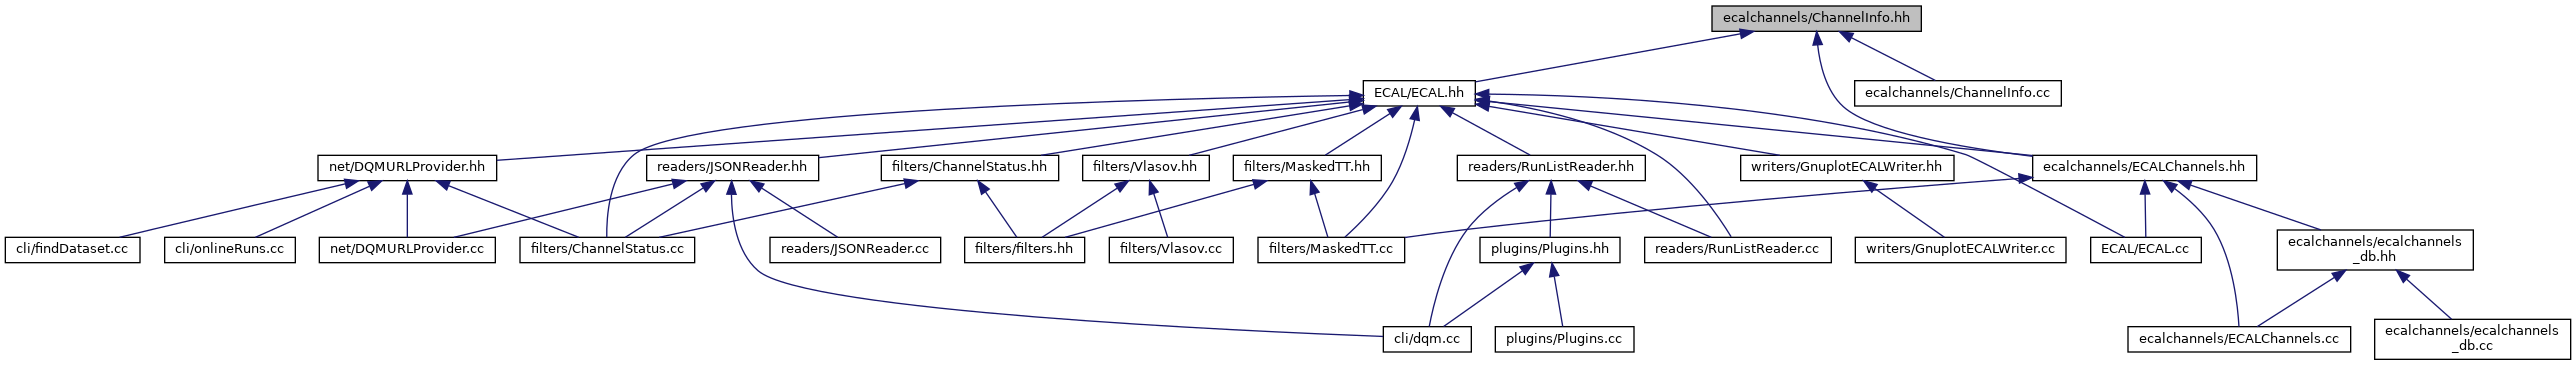 ecalchannels/ChannelInfo.hh
ECAL/ECAL.hh
ecalchannels/ChannelInfo.cc
net/DQMURLProvider.hh
readers/JSONReader.hh
filters/ChannelStatus.hh
filters/Vlasov.hh
filters/MaskedTT.hh
readers/RunListReader.hh
writers/GnuplotECALWriter.hh
ecalchannels/ECALChannels.hh
cli/findDataset.cc
cli/onlineRuns.cc
net/DQMURLProvider.cc
filters/ChannelStatus.cc
readers/JSONReader.cc
filters/filters.hh
filters/Vlasov.cc
filters/MaskedTT.cc
plugins/Plugins.hh
readers/RunListReader.cc
writers/GnuplotECALWriter.cc
ECAL/ECAL.cc
ecalchannels/ecalchannels
_db.hh
cli/dqm.cc
plugins/Plugins.cc
ecalchannels/ECALChannels.cc
ecalchannels/ecalchannels
_db.cc